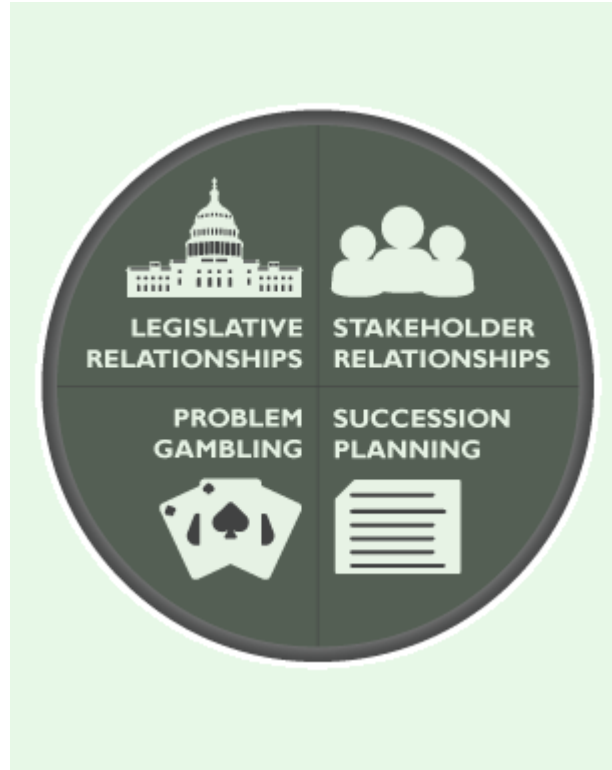 LEGISLATIVE
RELATIONSHIPS
STAKEHOLDER
RELATIONSHIPS
PROBLEM
GAMBLING
SUCCESSION
PLANNING